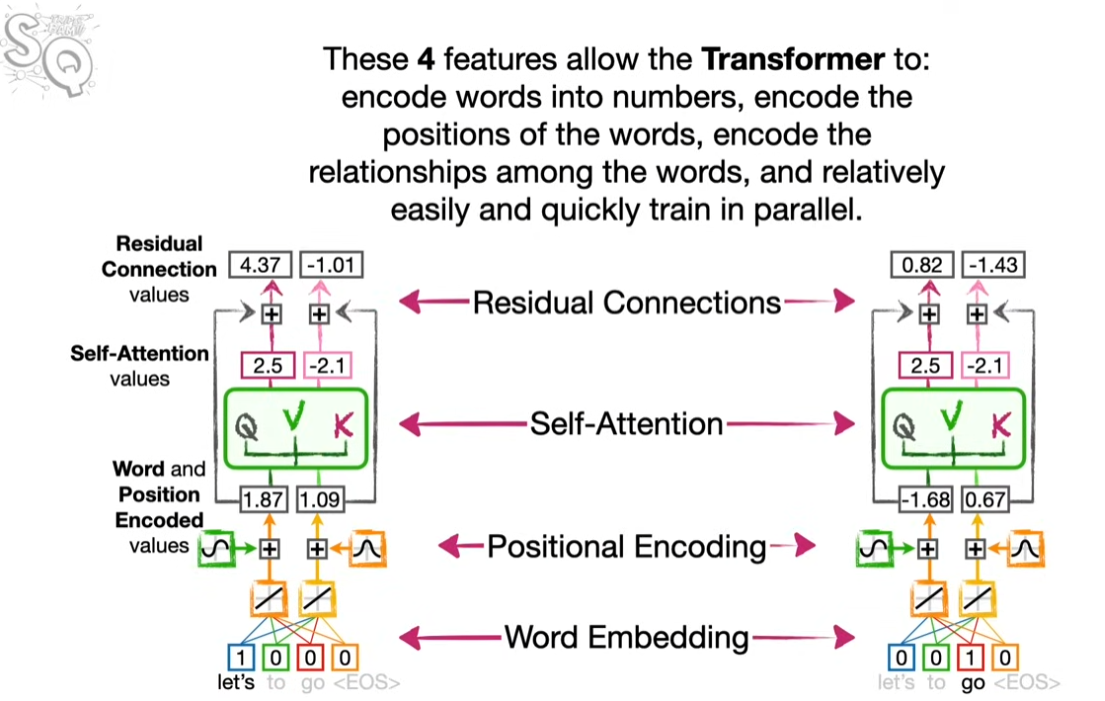 SQ
These 4 features allow the Transformer to:
encode words into numbers, encode the
positions of the words, encode the
relationships among the words, and relatively
easily and quickly train in parallel.
Residual
Connection
values
4.37 -1.01
0.82 -1.43
Residual Connections
Self-Attention
values
2.5 -2.1
2.5 -2.1
Q V K
Self-Attention
Q V K
Word and
Position
Encoded
values
1.87 1.09
-1.68 0.67
Positional Encoding
Word Embedding
1 0 0 0
let's to go <EOS>
0 0 1 0
let's to go <EOS>